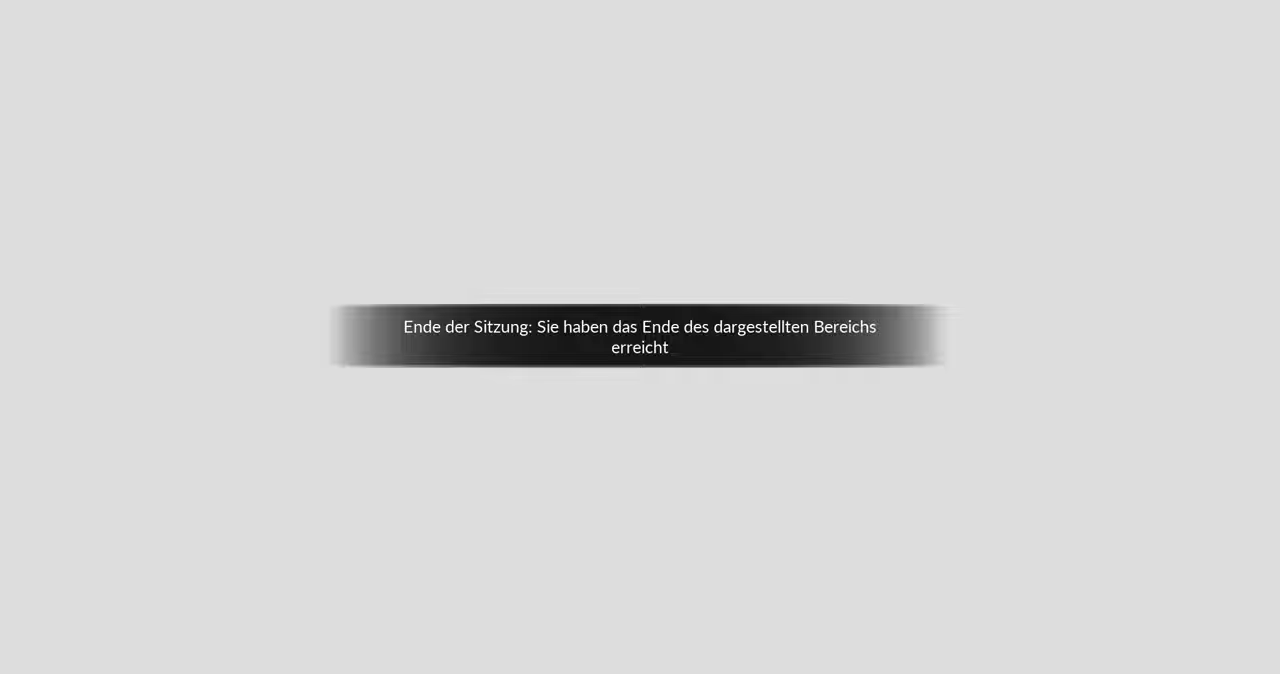 Ende der Sitzung: Sie haben das Ende des dargestellten Bereichs
erreicht